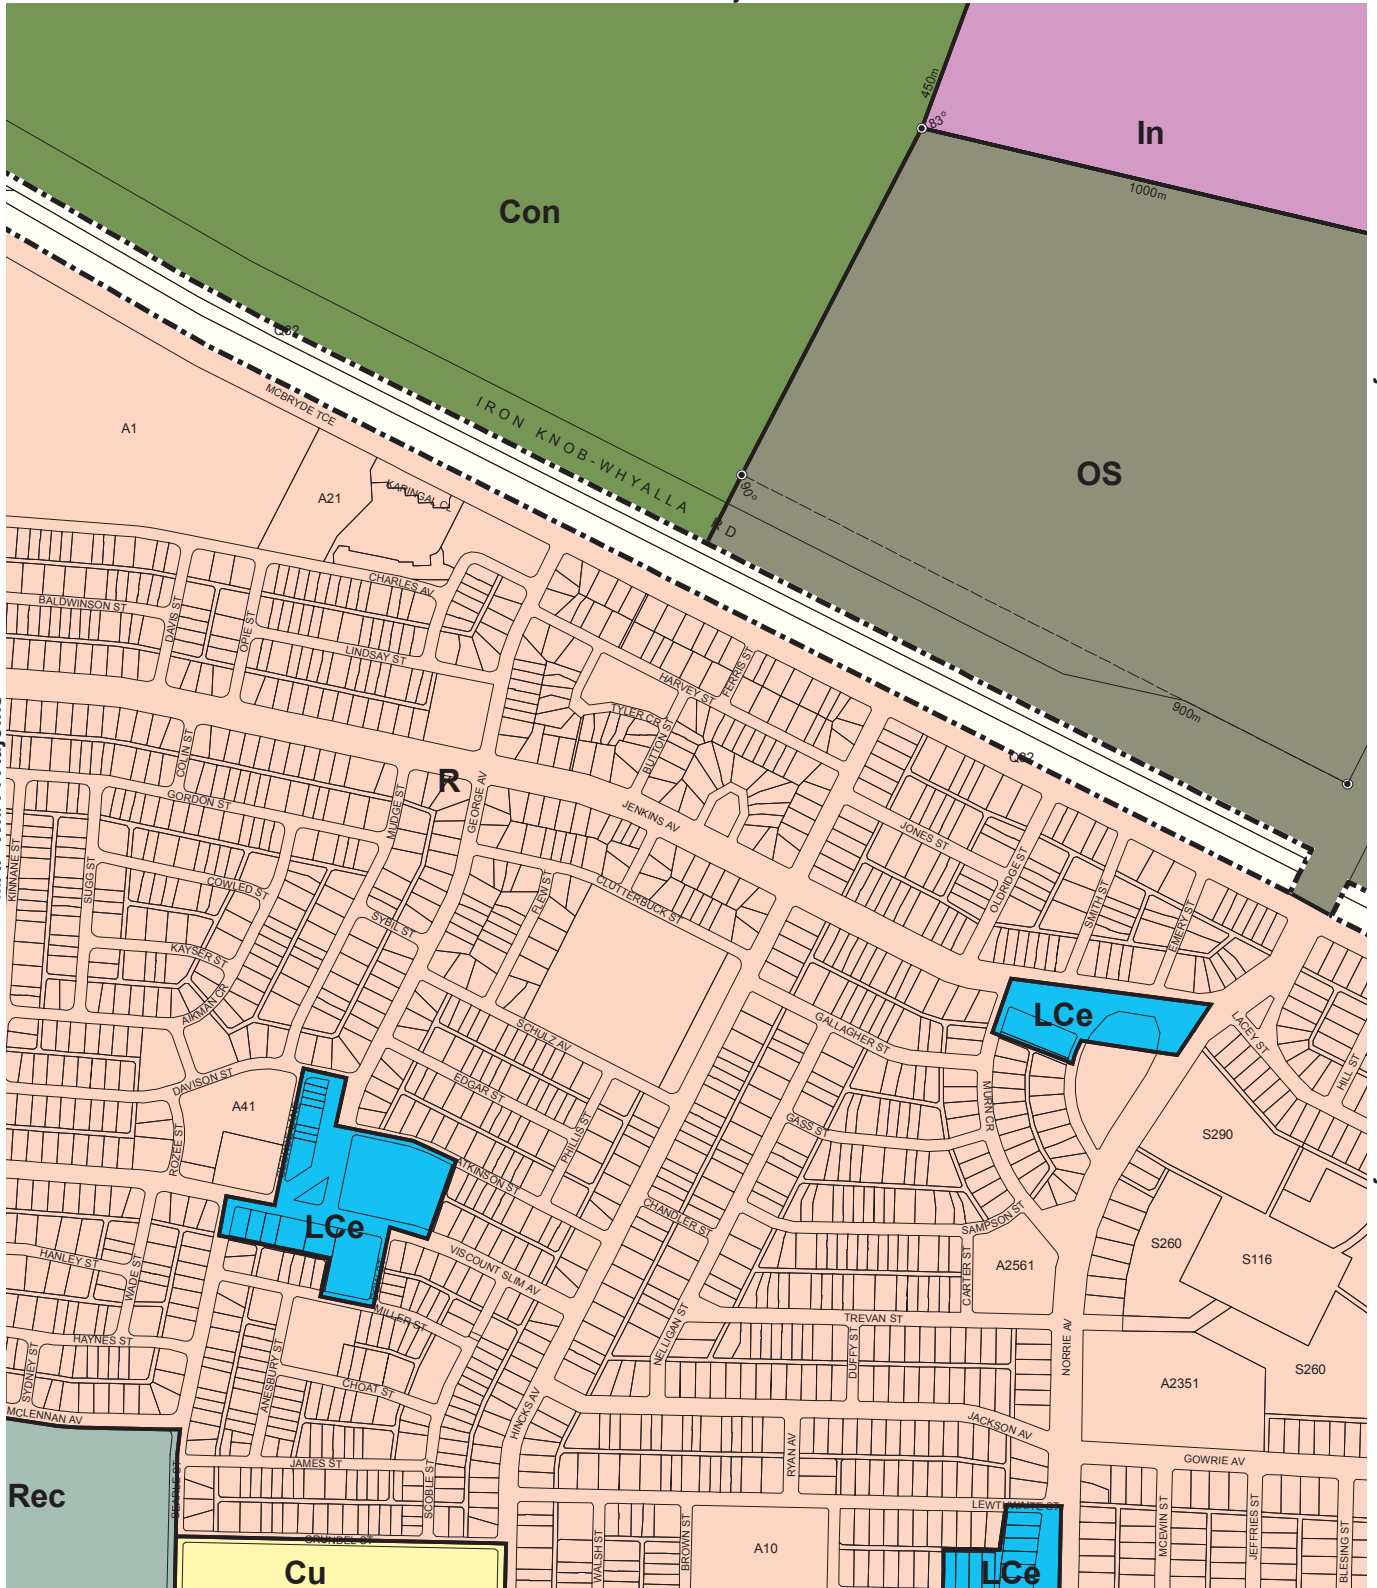 In
450m
83°
1000m
Con
Q82
IRON KNOB-WHYALLA RD
MCBRYDE TCE
A1
OS
A21
KARINGAL CL
90°
CHARLES AV
BALDWINSON ST
DAVIS ST
OPIE ST
LINDSAY ST
HARVEY ST
FERRIS ST
TYLER CR
BUTTON ST
900m
Q82
COLIN ST
R
GEORGE AV
MUDGE ST
GORDON ST
JENKINS AV
JONES ST
KINNANE ST
SUGG ST
COWLED ST
FLEW ST
CLUTTERBUCK ST
OLDRIDGE ST
SMITH ST
EMERY ST
SYBIL ST
KAYSER ST
AIKMAN CR
LCe
SCHULZ AV
GALLAGHER ST
LACEY ST
HILL ST
DAVISON ST
EDGAR ST
MURN CR
A41
PHILLIS ST
GASS ST
S290
ROZEE ST
ATKINSON ST
CHANDLER ST
SAMPSON ST
LCe
HANLEY ST
WADE ST
VISCOUNT SLIM AV
CARTER ST
A2561
S260
S116
MILLER ST
NELLIGAN ST
TREVAN ST
DUFFY ST
NORRIE AV
HAYNES ST
SYDNEY ST
AINESBURY ST
CHOAT ST
S260
A2351
MCLENNAN AV
HINCKS AV
JACKSON AV
RYAN AV
GOWRIE AV
JAMES ST
SEARLE ST
SCOBLE ST
Rec
LEWTHWAITE ST
MCEWIN ST
JEFFRIES ST
BLESING ST
GRUNDEL ST
WALSH ST
BROWN ST
A10
Cu
LCe